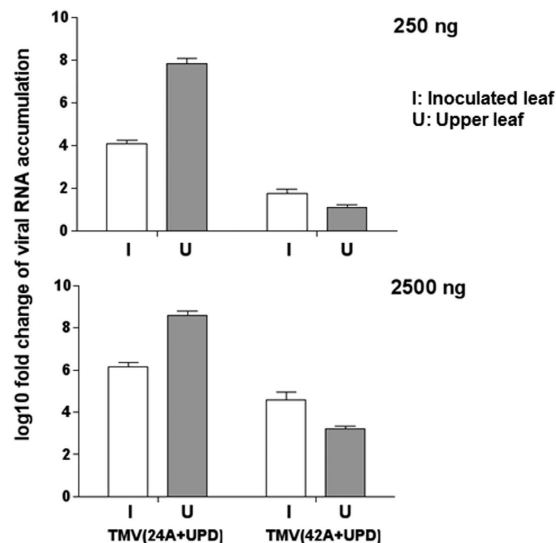 250 ng
I: Inoculated leaf
U: Upper leaf
log10 fold change of viral RNA accumulation
10
8
6
4
2
0
I U I U
2500 ng
10
8
6
4
2
0
I U I U
TMV(24A+UPD) TMV(42A+UPD)